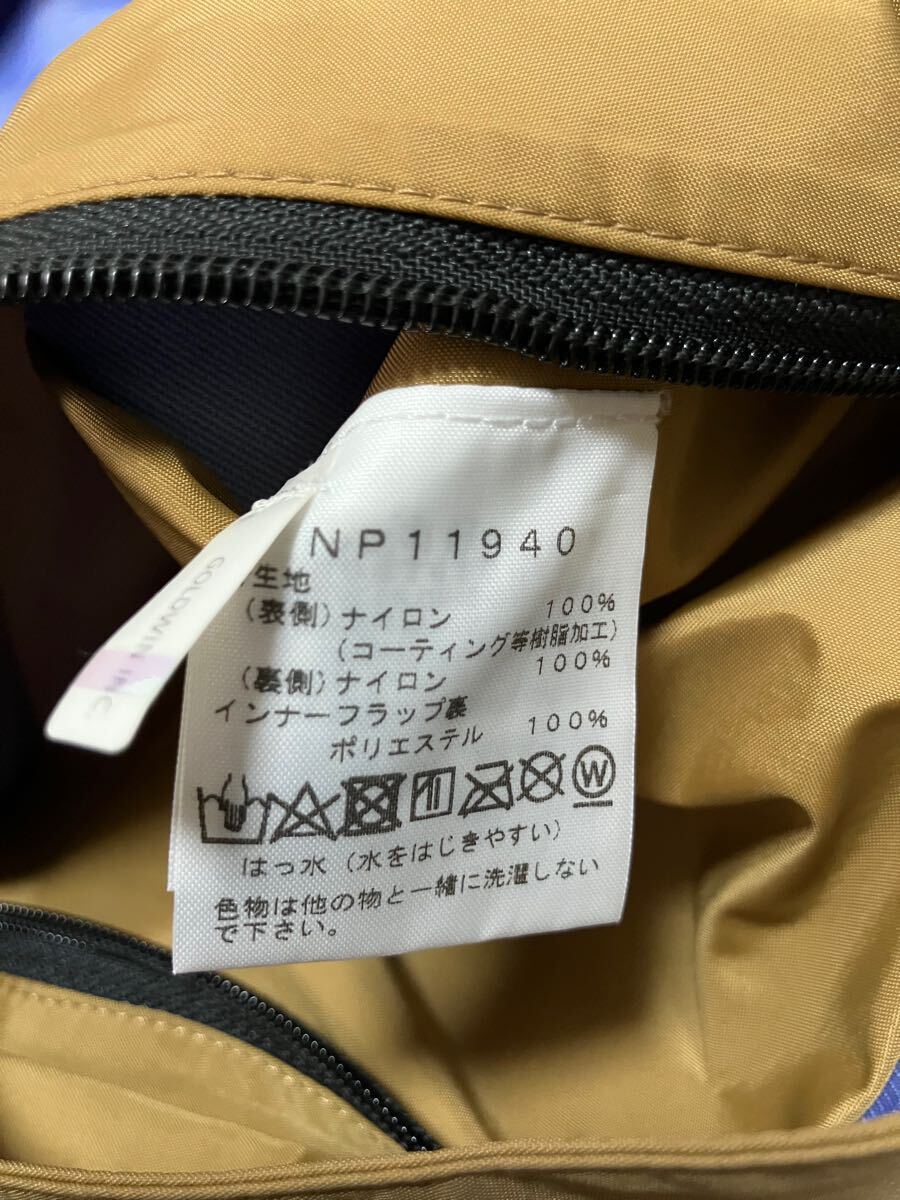 NP11940
生地
(表側)ナイロン 100%
(コーティング等樹脂加工)
(裏側)ナイロン 100%
インナーフラップ裏
ポリエステル 100%
W
はっ水(水をはじきやすい)
色物は他の物と一緒に洗濯しない
で下さい。
GOLDWIN INC